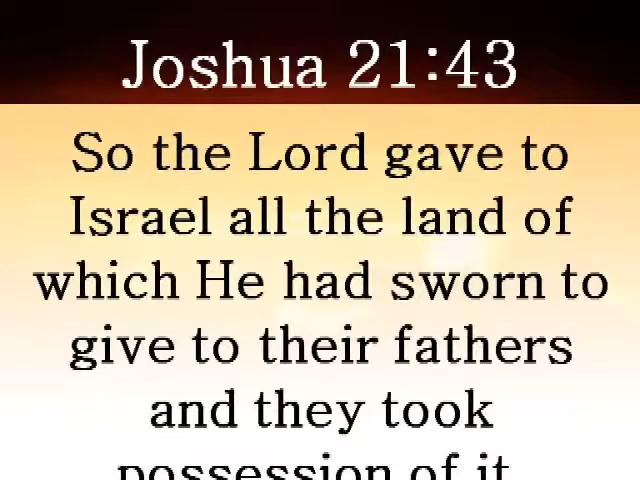 Joshua 21:43
So the Lord gave to
Israel all the land of
which He had sworn to
give to their fathers
and they took
possession of it